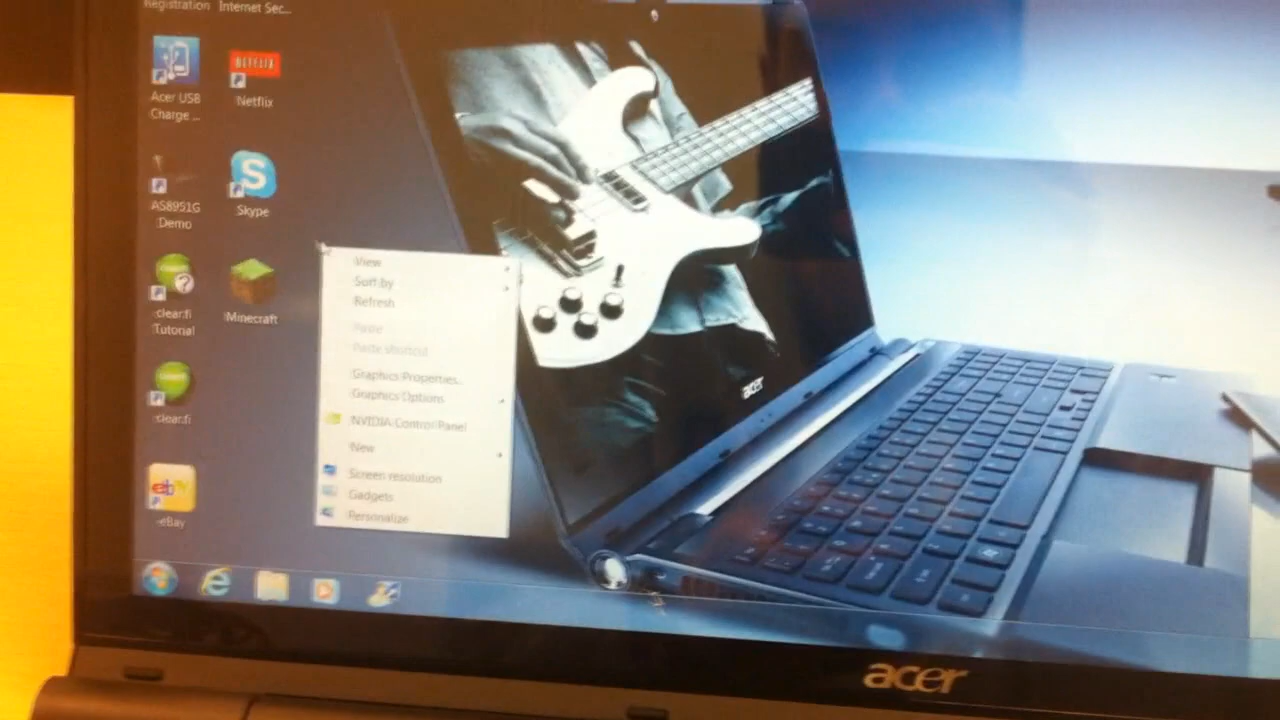 Registration
Internet Sec...
Acer USB
Charge ...
NETFLIX
Netflix
AS8951G
Demo
S
Skype
clear.fi
Tutorial
Minecraft
clear.fi
ebY
eBay
View
Sort by
Refresh
Paste
Paste shortcut
Graphics Properties...
Graphics Options
NVIDIA Control Panel
New
Screen resolution
Gadgets
Personalize
acer
acer